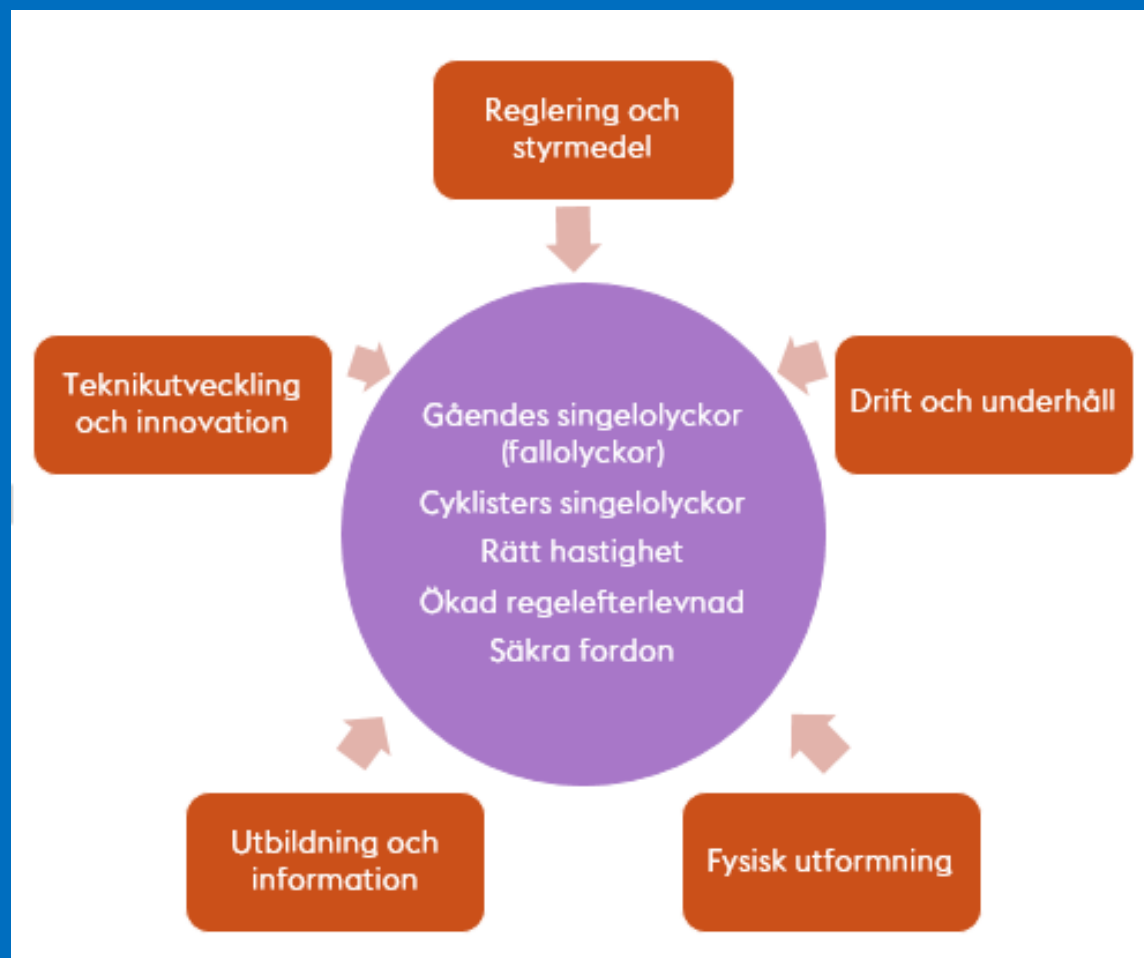 Reglering och
styrmedel
Teknikutveckling
och innovation
Drift och underhåll
Gåendes singelolyckor
(fallolyckor)
Cyklisters singelolyckor
Rätt hastighet
Ökad regelefterlevnad
Säkra fordon
Utbildning och
information
Fysisk utformning